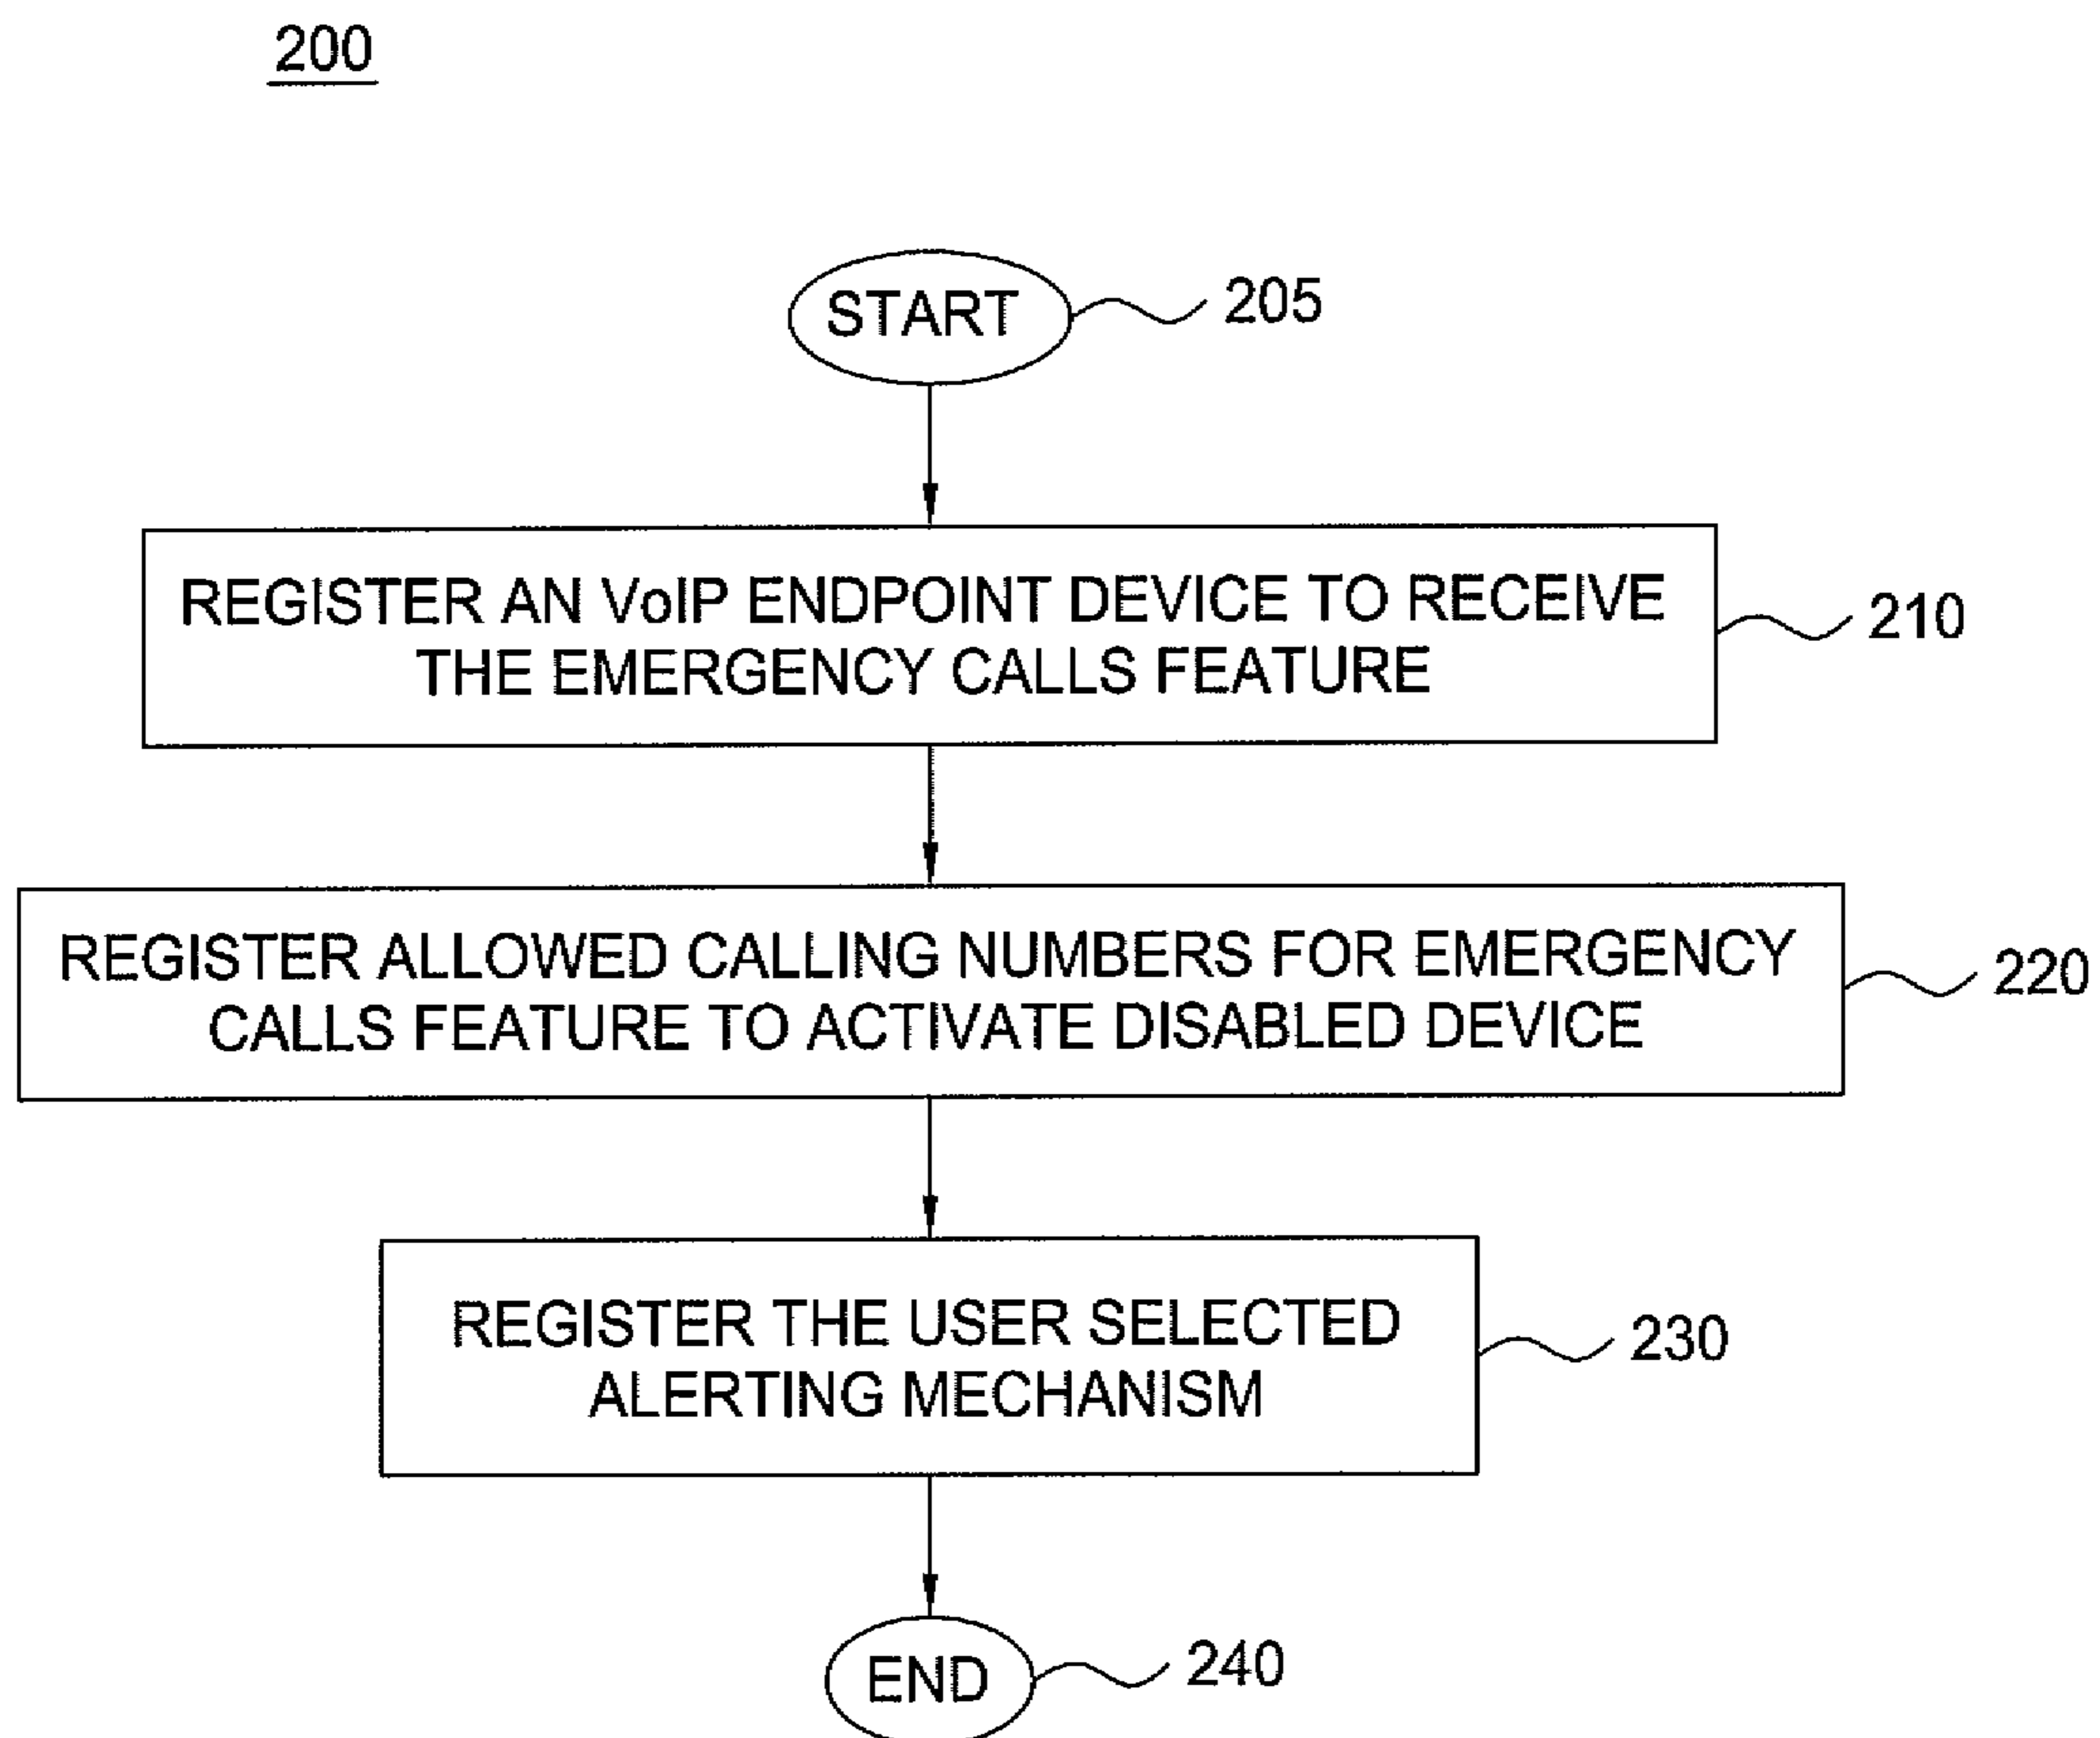 200
START
205
REGISTER AN VoIP ENDPOINT DEVICE TO RECEIVE
THE EMERGENCY CALLS FEATURE
210
REGISTER ALLOWED CALLING NUMBERS FOR EMERGENCY
CALLS FEATURE TO ACTIVATE DISABLED DEVICE
220
REGISTER THE USER SELECTED
ALERTING MECHANISM
230
END
240